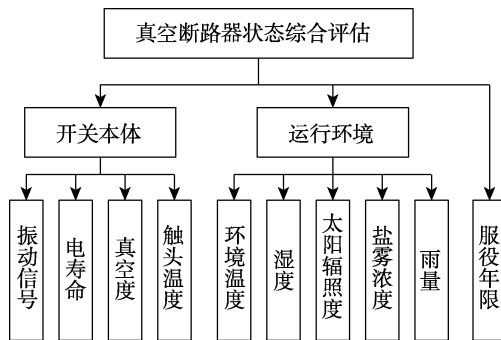 真空断路器状态综合评估
开关本体
运行环境
振动信号
电寿命
真空度
触头温度
环境温度
湿度
太阳辐照度
盐雾浓度
雨量
服役年限